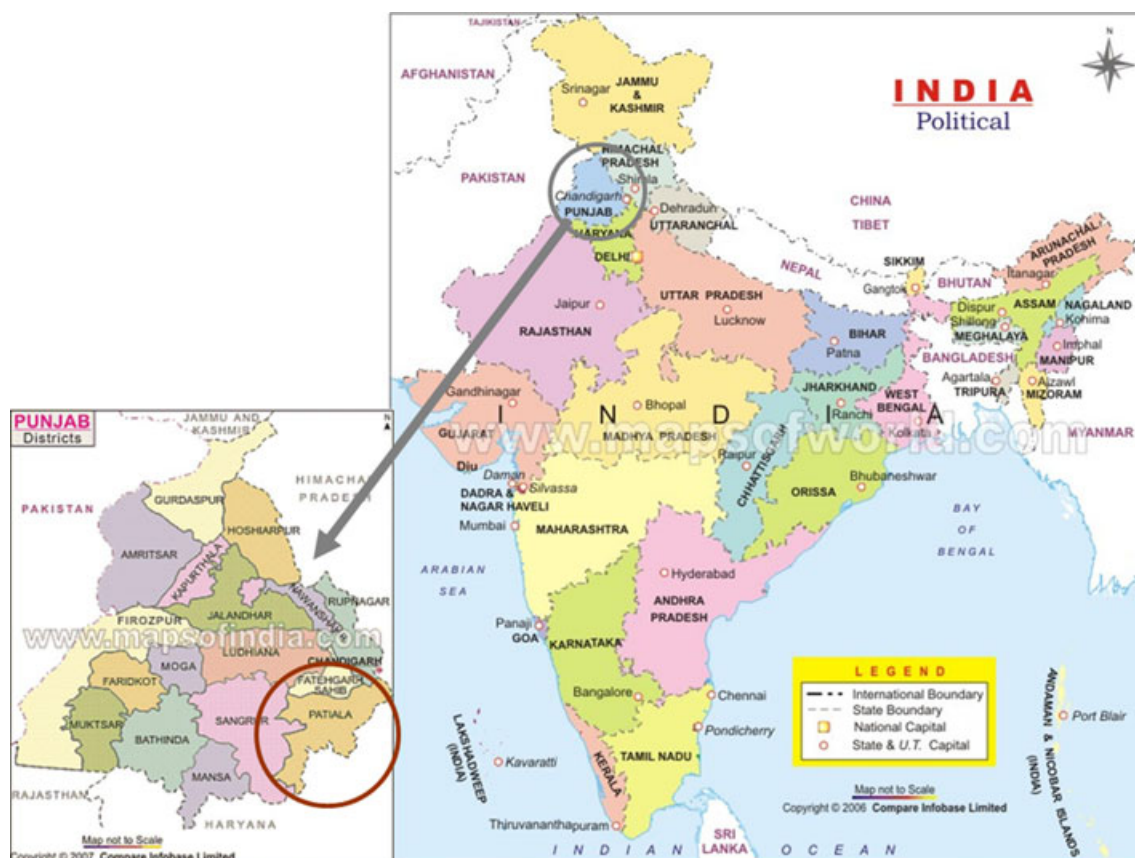 TAJIKISTAN
N
AFGHANISTAN
JAMMU
&
KASHMIR
Srinagar
INDIA
Political
HIMACHAL
PRADESH
PAKISTAN
Shimla
Chandigarh
PUNJAB
CHINA
TIBET
Dehradun
UTTARANCHAL
HARYANA
DELHI
ARUNACHAL
PRADESH
SIKKIM
NEPAL
BHUTAN
Itanagar
Gangtok
UTTAR PRADESH
Jaipur
Lucknow
RAJASTHAN
ASSAM
NAGALAND
Dispur
Shillong
Kohima
MEGHALAYA
BIHAR
Patna
Imphal
MANIPUR
BANGLADESH
Agartala
TRIPURA
Aizawl
MIZORAM
Gandhinagar
JHARKHAND
WEST
BENGAL
Bhopal
Ranchi
I N D I A
Kolkata
MYANMAR
GUJARAT
MADHYA PRADESH
www.mapsofworld.com
Raipur
CHHATTISGARH
Diu
Daman
Silvassa
DADRA &
NAGAR HAVELI
Bhubaneshwar
ORISSA
Mumbai
MAHARASHTRA
BAY
OF
BENGAL
ARABIAN
SEA
Hyderabad
ANDHRA
PRADESH
Panaji
GOA
KARNATAKA
Bangalore
Chennai
Pondicherry
LAKSHADWEEP
(INDIA)
Kavaratti
KERALA
TAMIL NADU
Thiruvananthapuram
SRI
LANKA
INDIAN OCEAN
LEGEND
International Boundary
State Boundary
National Capital
State & U.T. Capital
Map not to Scale
Copyright © 2006 Compare Infobase Limited
Port Blair
ANDAMAN & NICOBAR ISLANDS
(INDIA)
PUNJAB
Districts
JAMMU AND
KASHMIR
N
HIMACHAL
PRADESH
PAKISTAN
GURDASPUR
HOSHIARPUR
AMRITSAR
KAPURTHALA
NAWANSHAHR
RUPNAGAR
JALANDHAR
FIROZPUR
www.mapsofindia.com
LUDHIANA
CHANDIGARH
MOGA
FATEHGARH
SAHIB
FARIDKOT
PATIALA
MUKTSAR
SANGRUR
BATHINDA
MANSA
RAJASTHAN
HARYANA
Map not to Scale
Copyright © 2007 Compare Infobase Limited